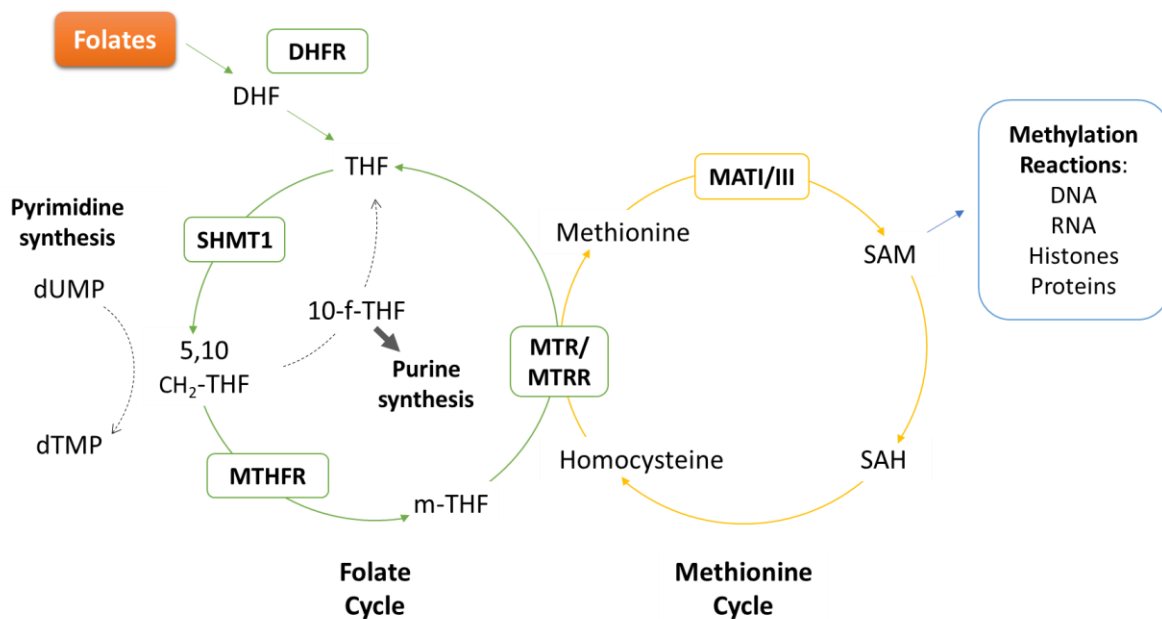 Folates
DHFR
DHF
THF
Pyrimidine
synthesis
SHMT1
dUMP
10-f-THF
5,10
CH₂-THF
Purine
synthesis
dTMP
MTHFR
m-THF
MTR/
MTRR
Folate
Cycle
Methionine
MATI/III
SAM
SAH
Homocysteine
Methionine
Cycle
Methylation
Reactions:
DNA
RNA
Histones
Proteins